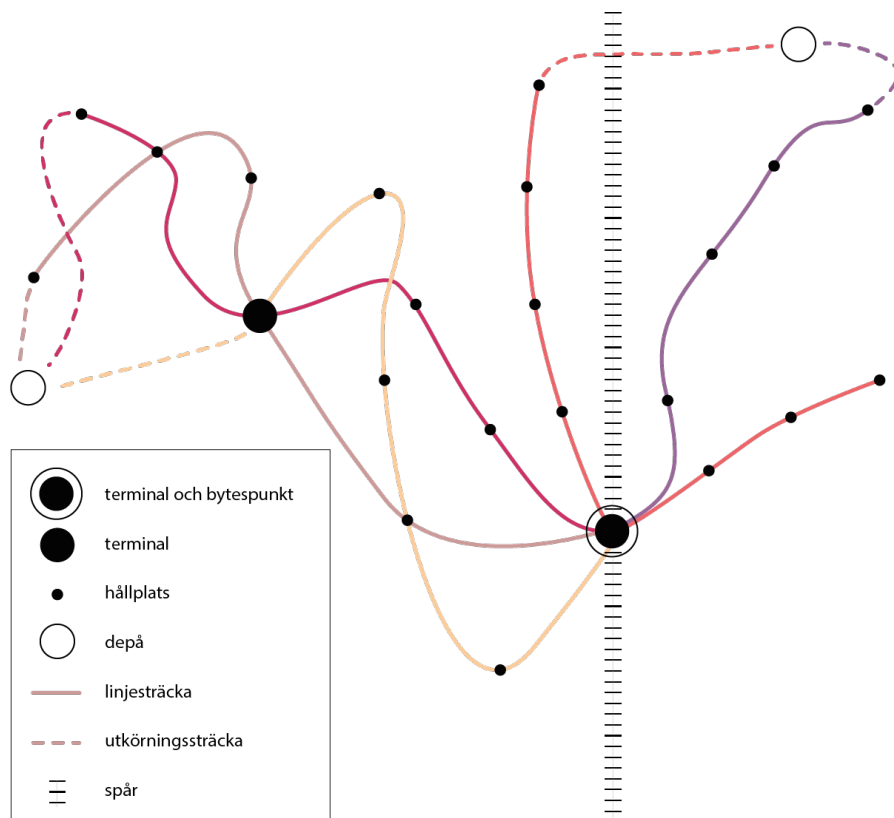 terminal och bytespunkt
terminal
hållplats
depå
linjesträcka
utkörningssträcka
spår